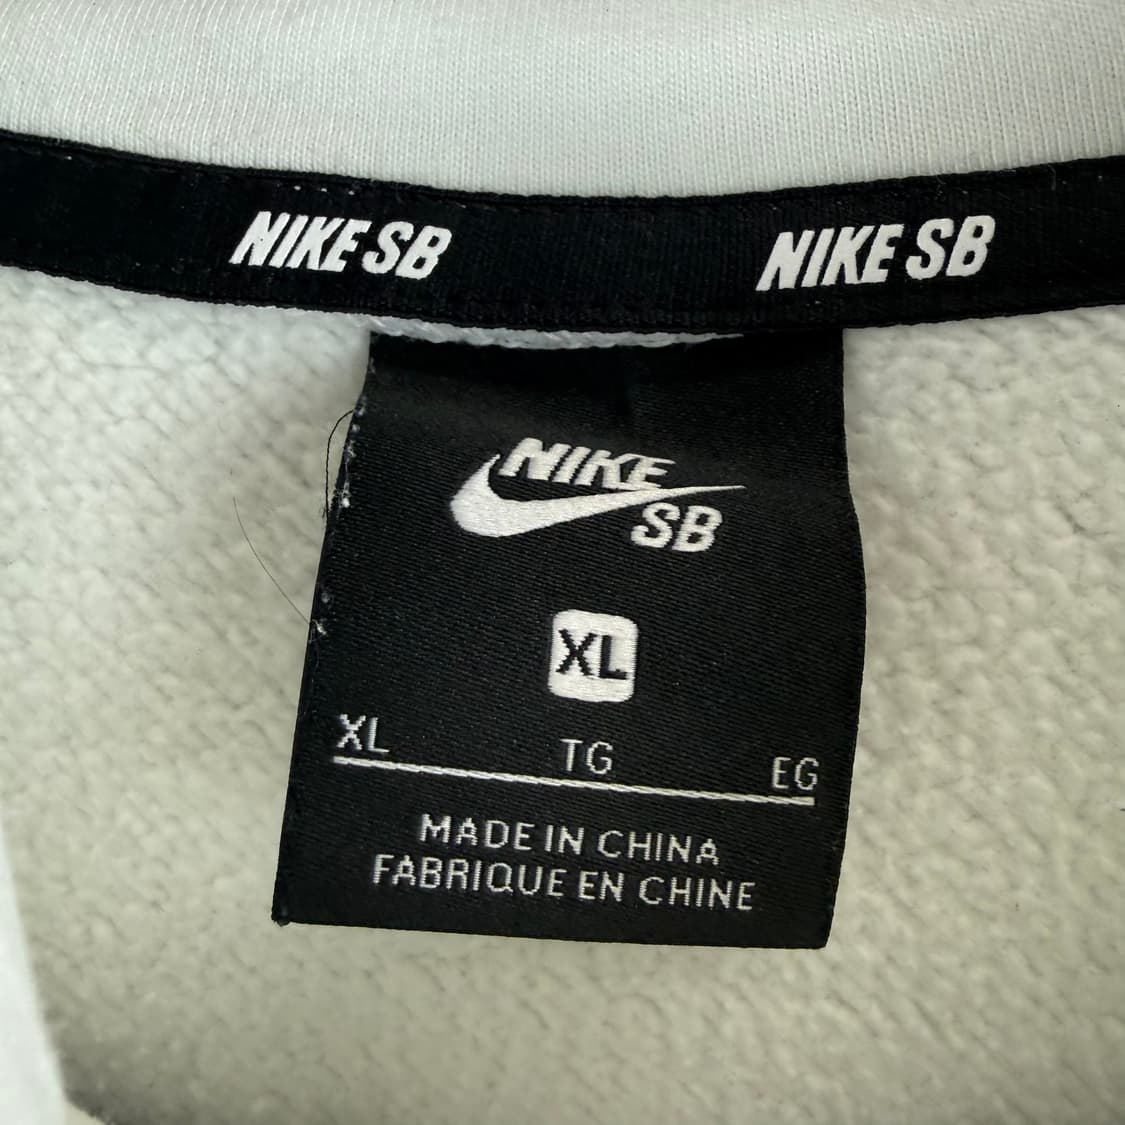 NIKE SB NIKE SB
NIKE
SB
XL
XL TG EG
MADE IN CHINA
FABRIQUE EN CHINE